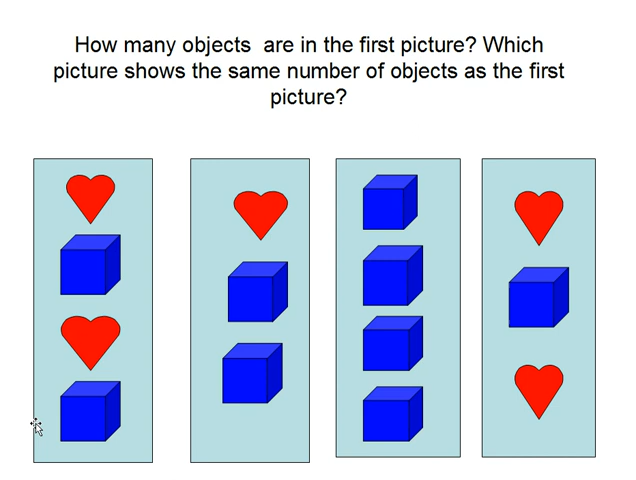 How many objects  are in the first picture? Which
picture shows the same number of objects as the first
picture?